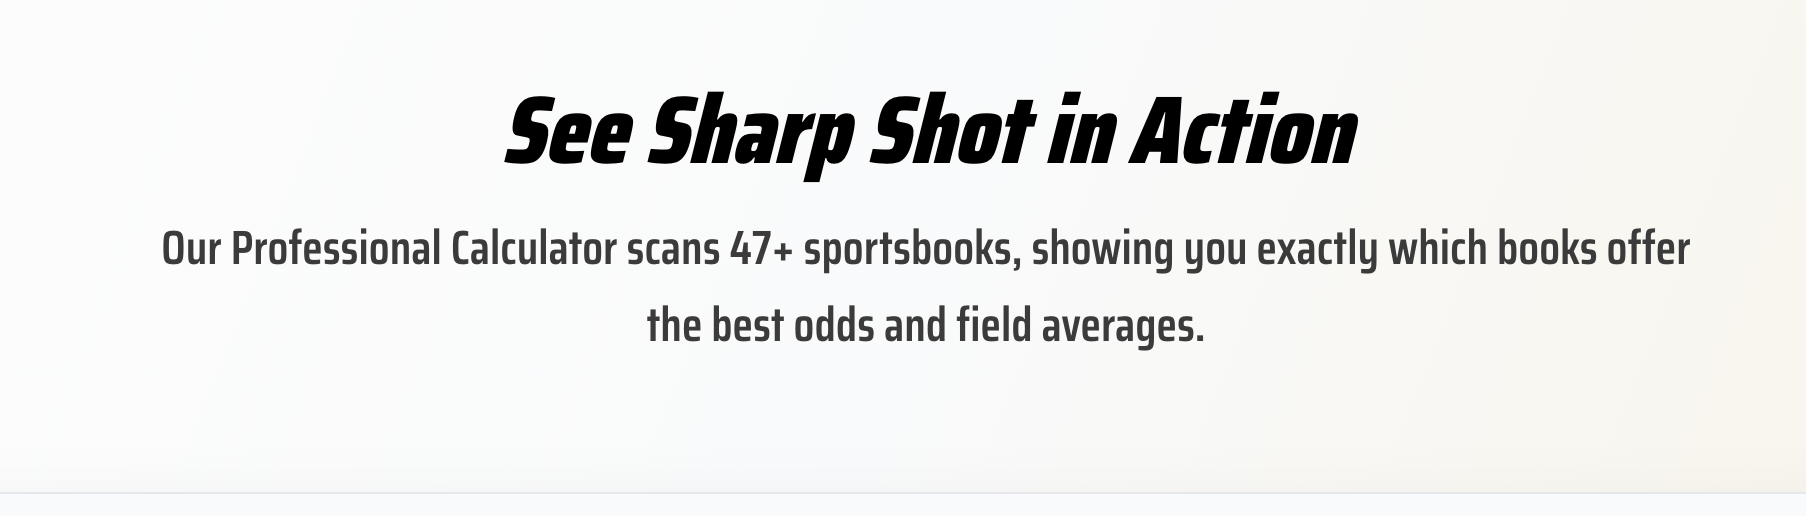 See Sharp Shot in Action
Our Professional Calculator scans 47+ sportsbooks, showing you exactly which books offer
the best odds and field averages.